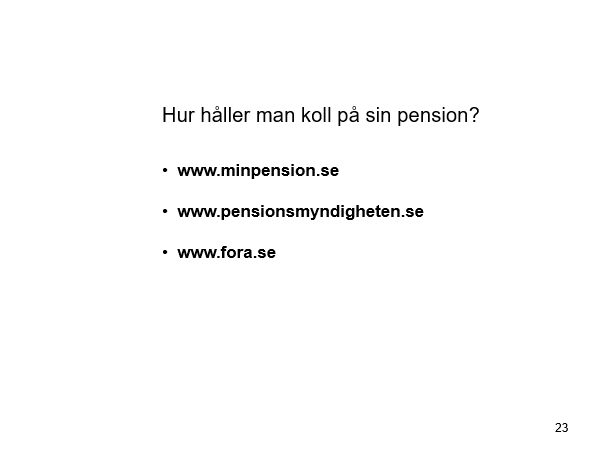 Hur håller man koll på sin pension?
• www.minpension.se
• www.pensionsmyndigheten.se
• www.fora.se
23